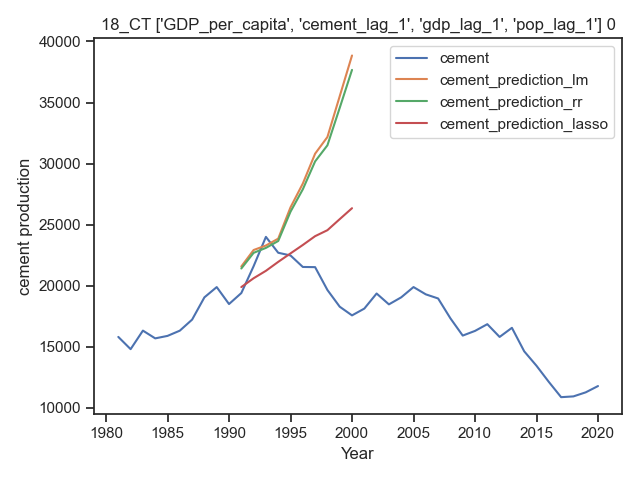 18_CT ['GDP_per_capita', 'cement_lag_1', 'gdp_lag_1', 'pop_lag_1'] 0
cement
cement_prediction_lm
cement_prediction_rr
cement_prediction_lasso
40000
35000
30000
25000
20000
15000
10000
cement production
1980
1985
1990
1995
2000
2005
2010
2015
2020
Year